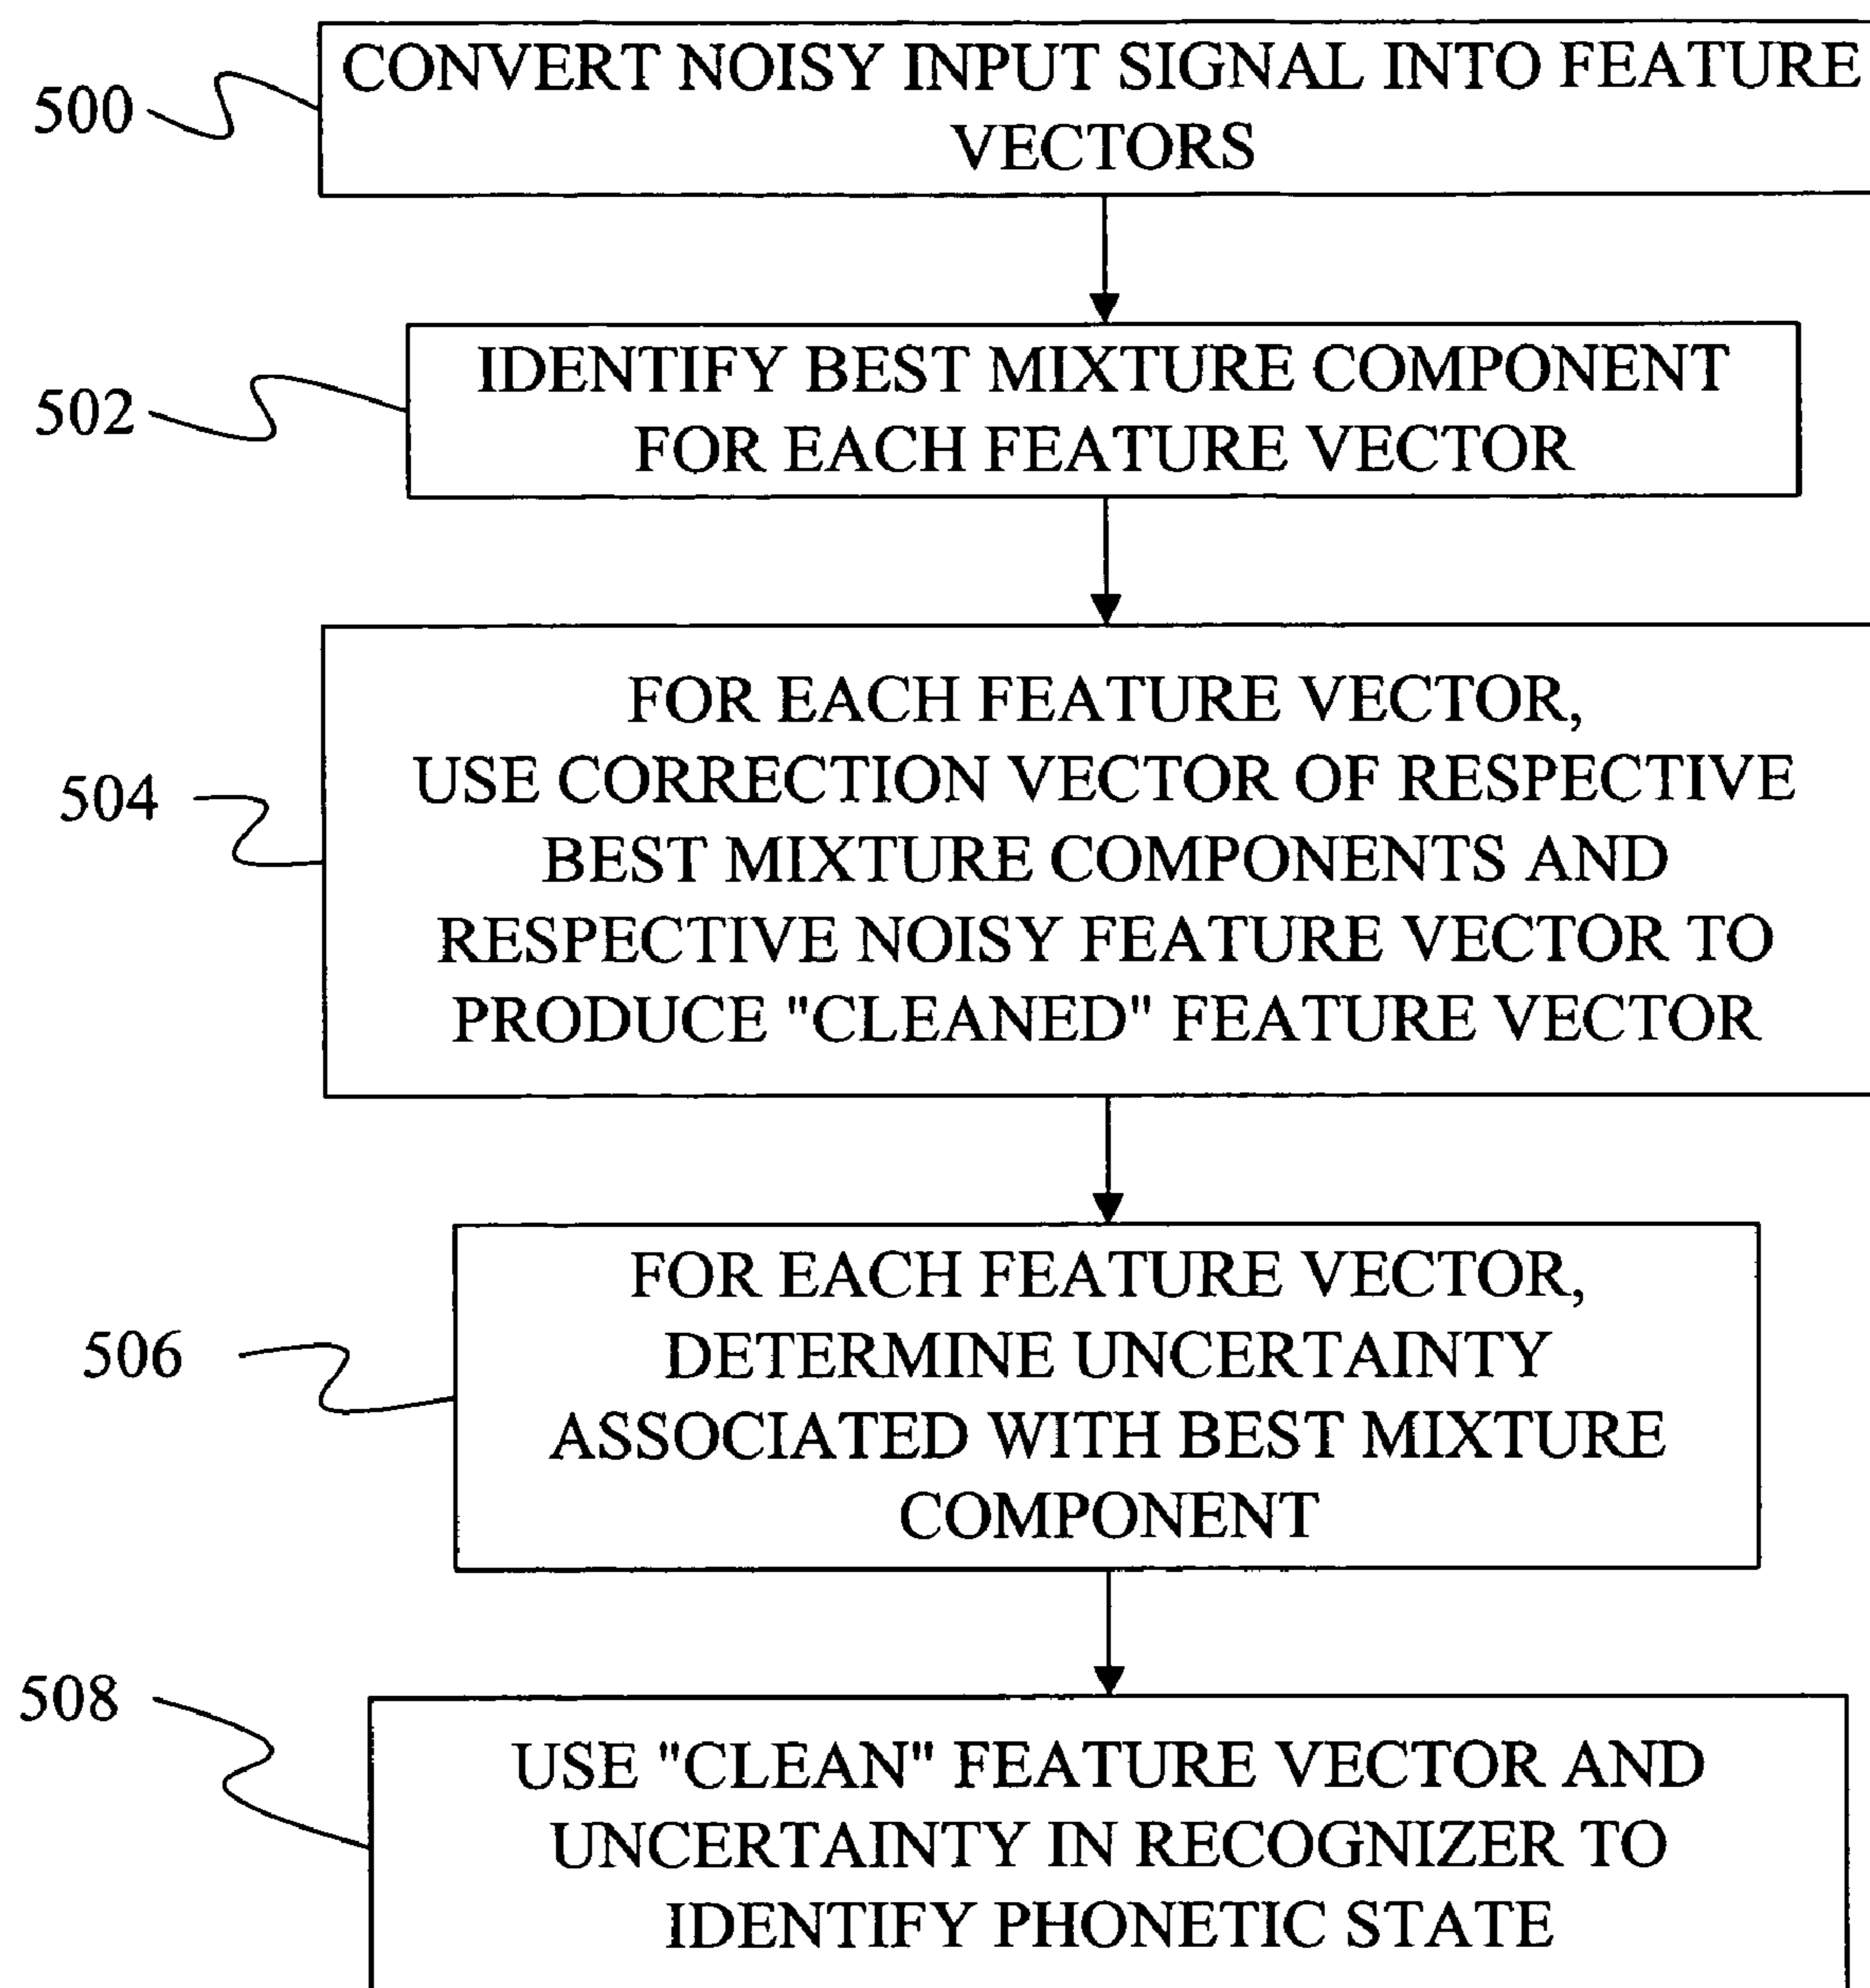 500
CONVERT NOISY INPUT SIGNAL INTO FEATURE
VECTORS
502
IDENTIFY BEST MIXTURE COMPONENT
FOR EACH FEATURE VECTOR
504
FOR EACH FEATURE VECTOR,
USE CORRECTION VECTOR OF RESPECTIVE
BEST MIXTURE COMPONENTS AND
RESPECTIVE NOISY FEATURE VECTOR TO
PRODUCE "CLEANED" FEATURE VECTOR
506
FOR EACH FEATURE VECTOR,
DETERMINE UNCERTAINTY
ASSOCIATED WITH BEST MIXTURE
COMPONENT
508
USE "CLEAN" FEATURE VECTOR AND
UNCERTAINTY IN RECOGNIZER TO
IDENTIFY PHONETIC STATE